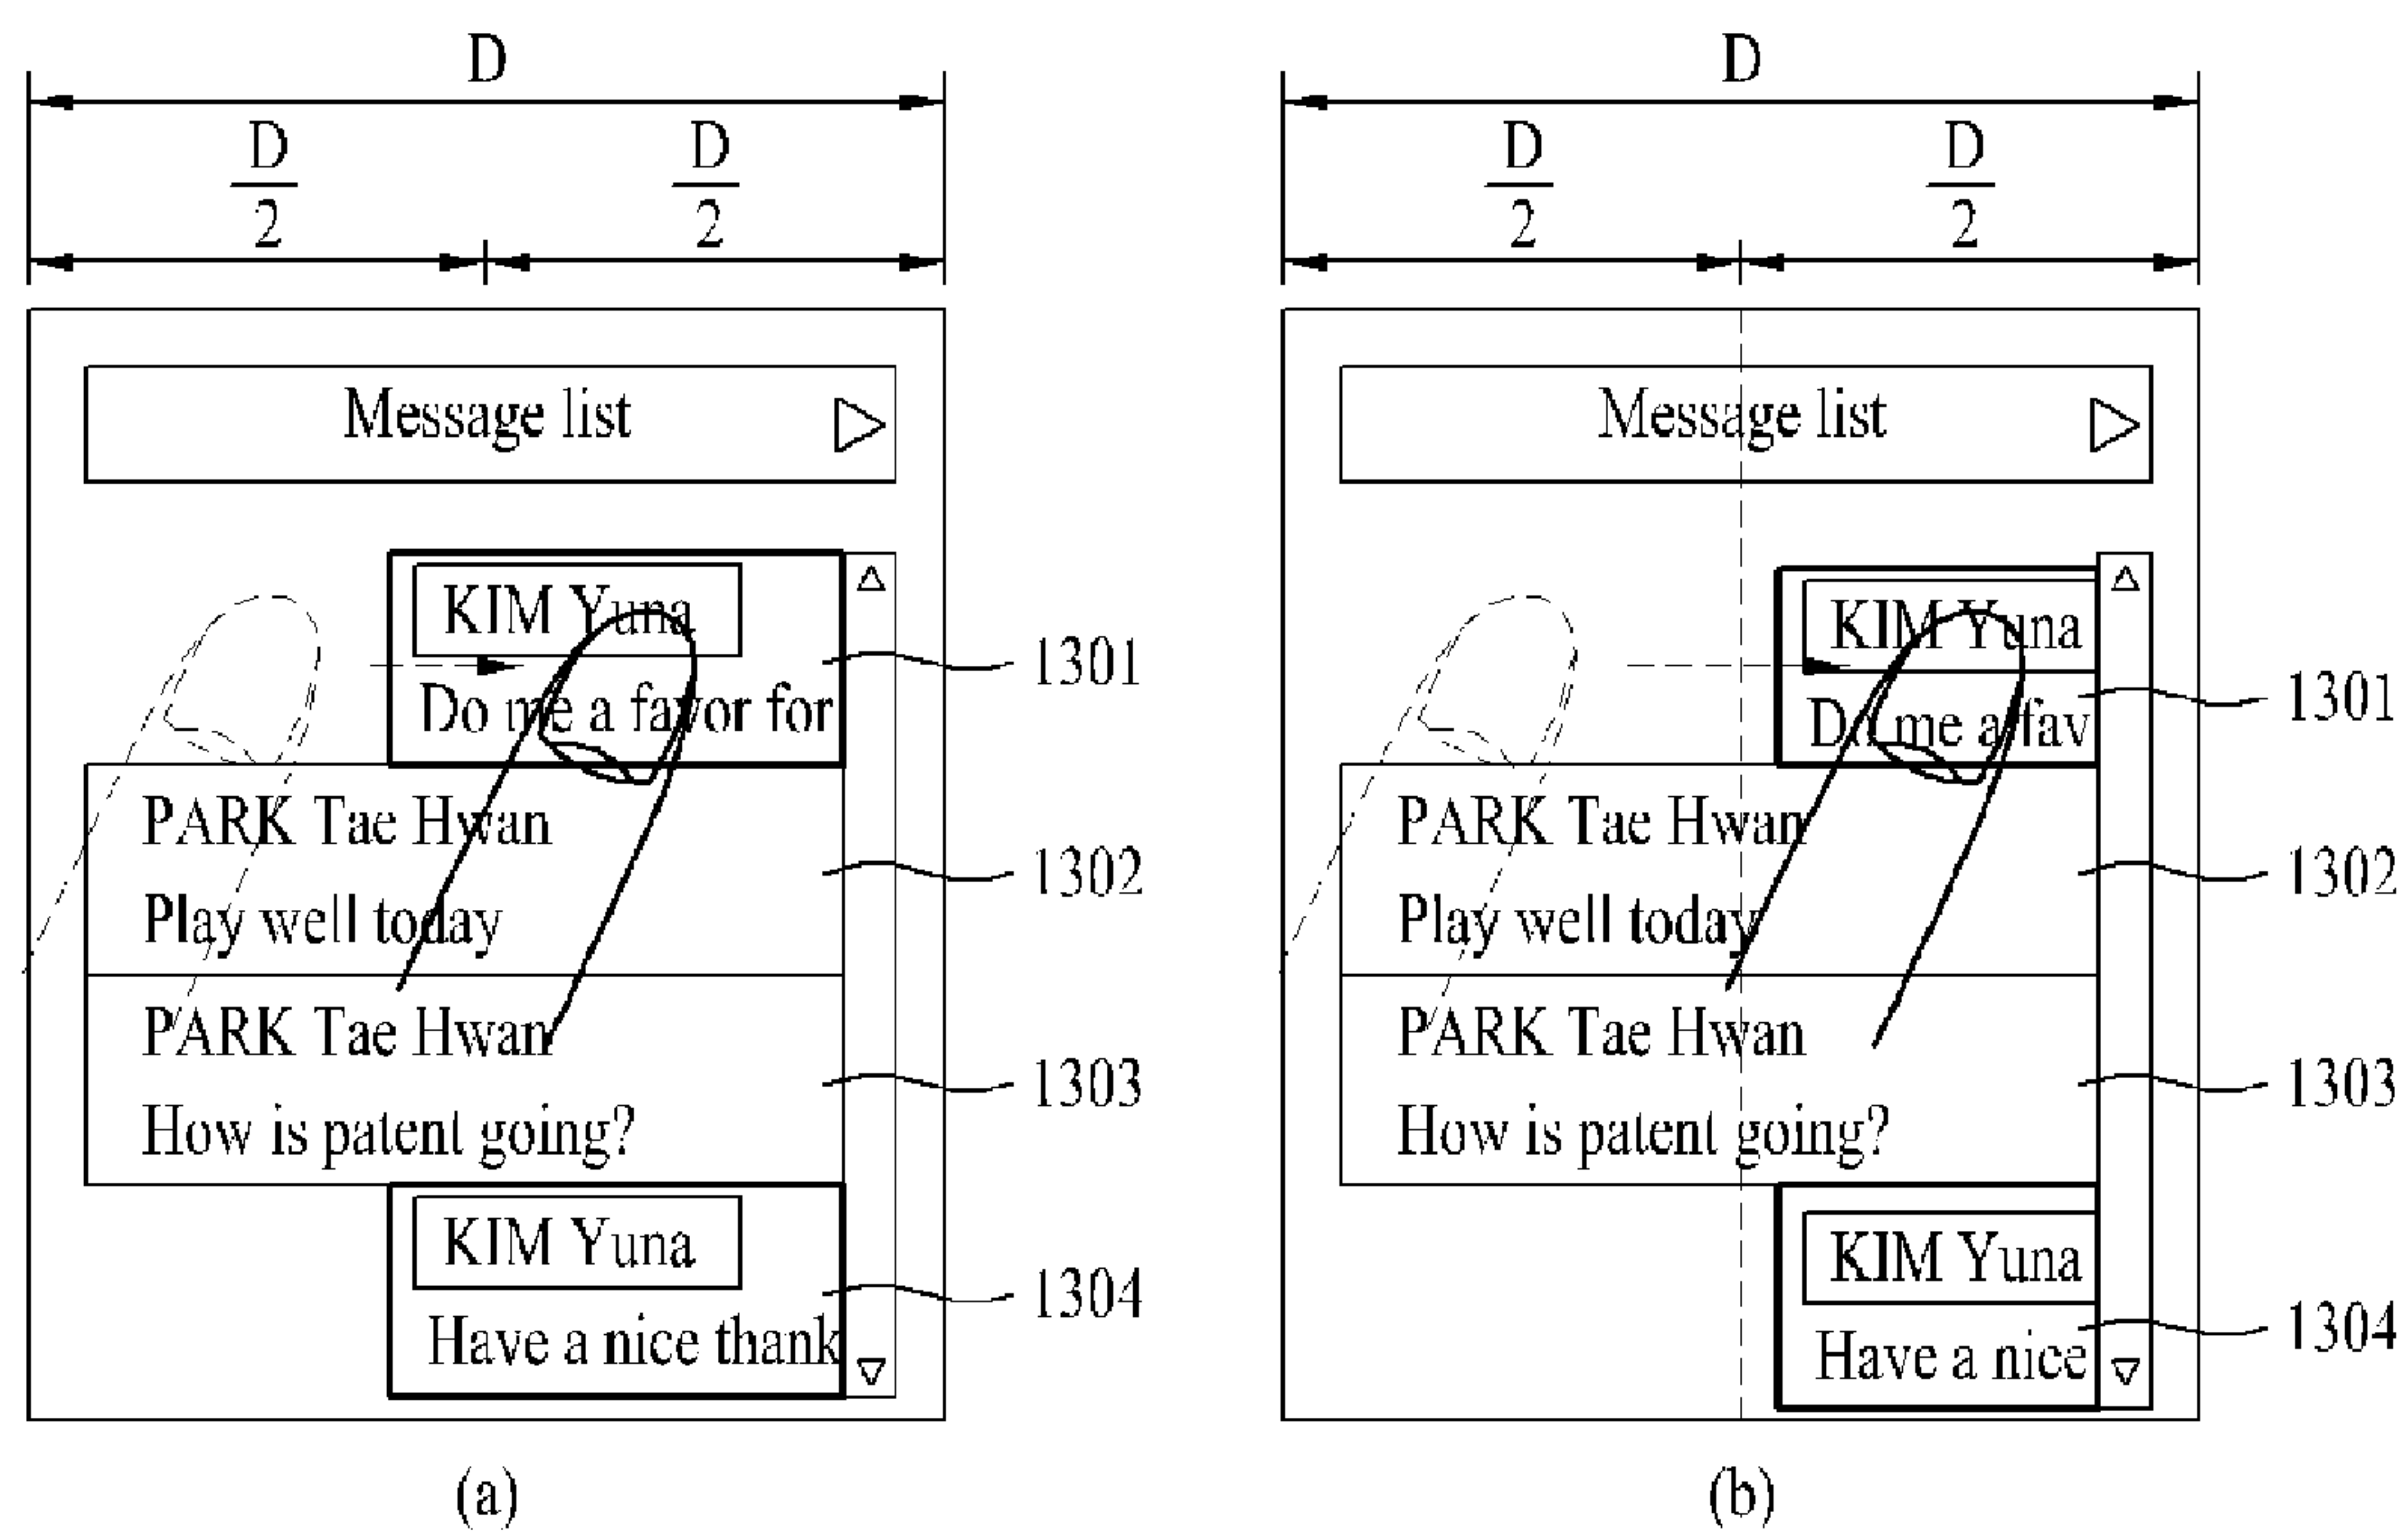 D
D
2
D
2
Message list
KIM Yuna
Do me a favor for
1301
PARK Tae Hwan
Play well today
1302
PARK Tae Hwan
How is patent going?
1303
KIM Yuna
Have a nice thank
1304
(a)
D
D
2
D
2
Message list
KIM Yuna
Do me a fav
1301
PARK Tae Hwan
Play well today
1302
PARK Tae Hwan
How is patent going?
1303
KIM Yuna
Have a nice
1304
(b)